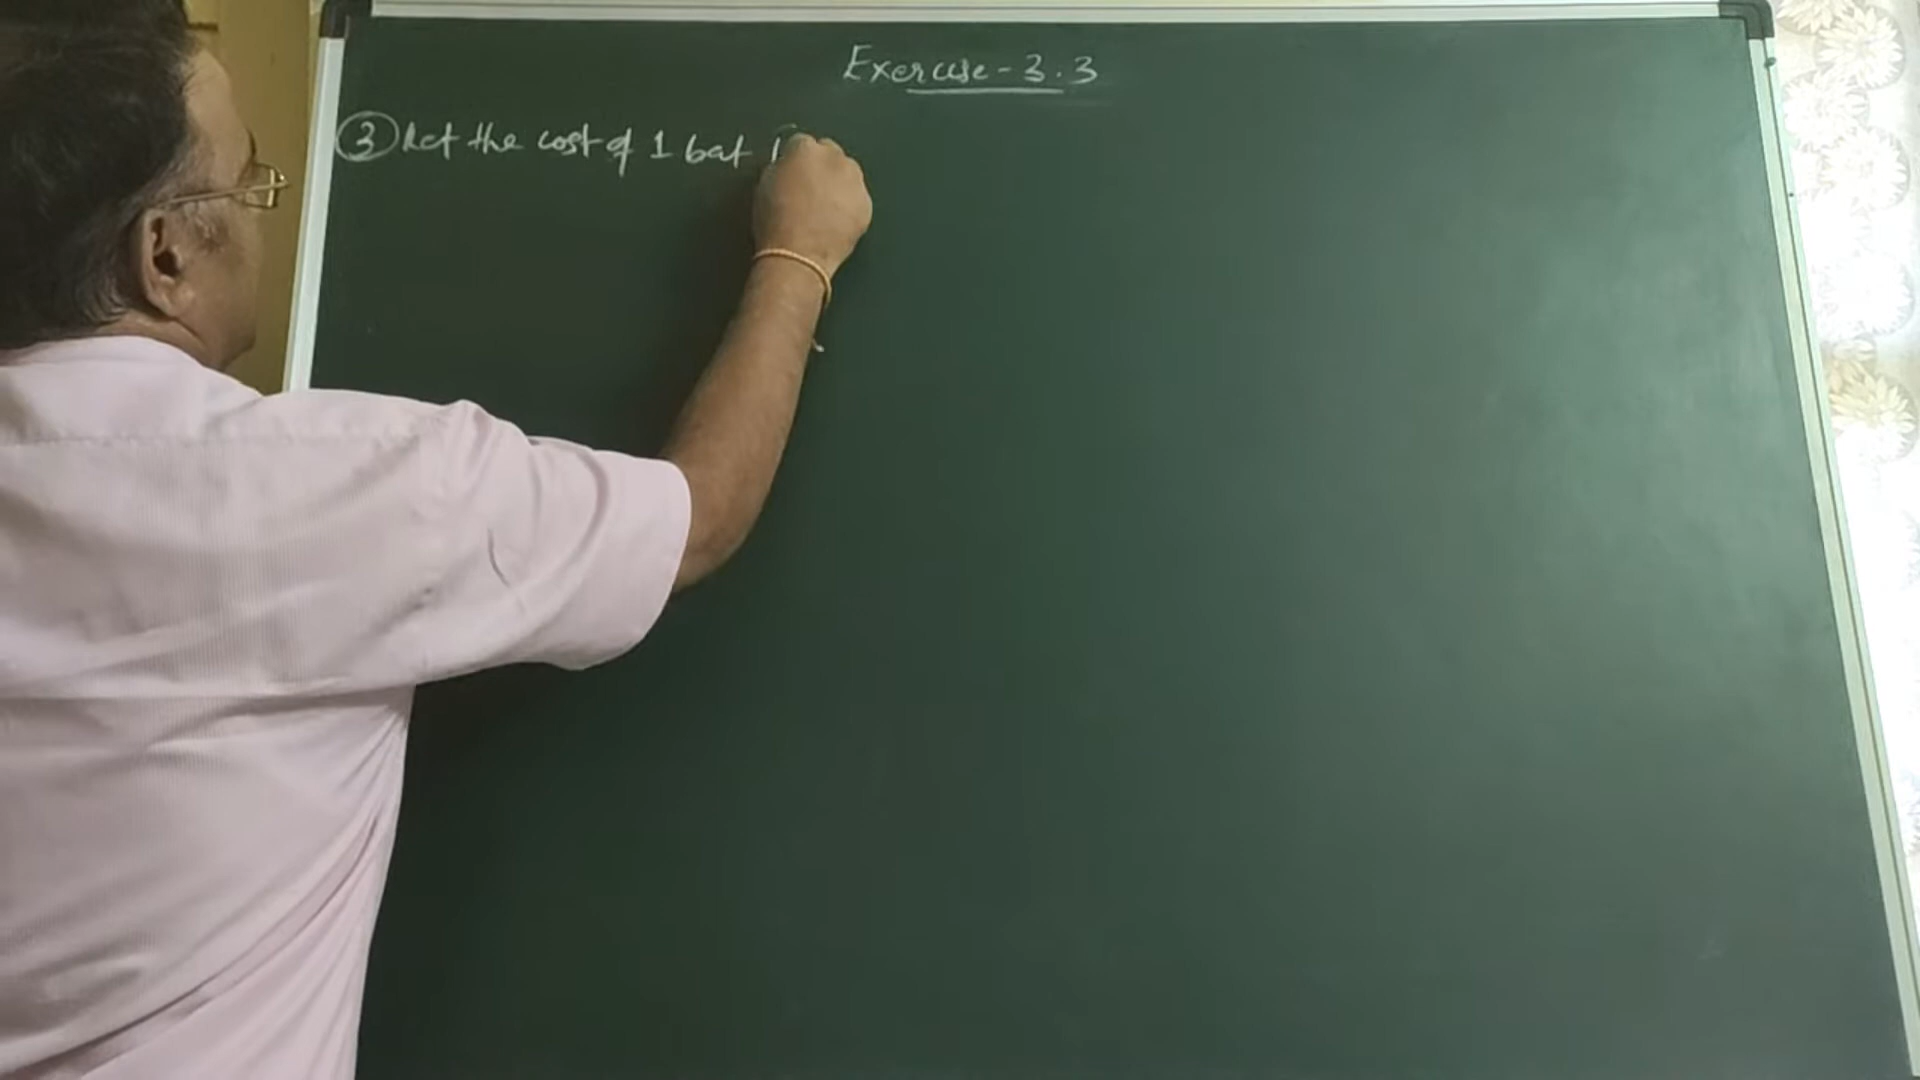 Exercise - 3.3
③ Let the cost of 1 bat